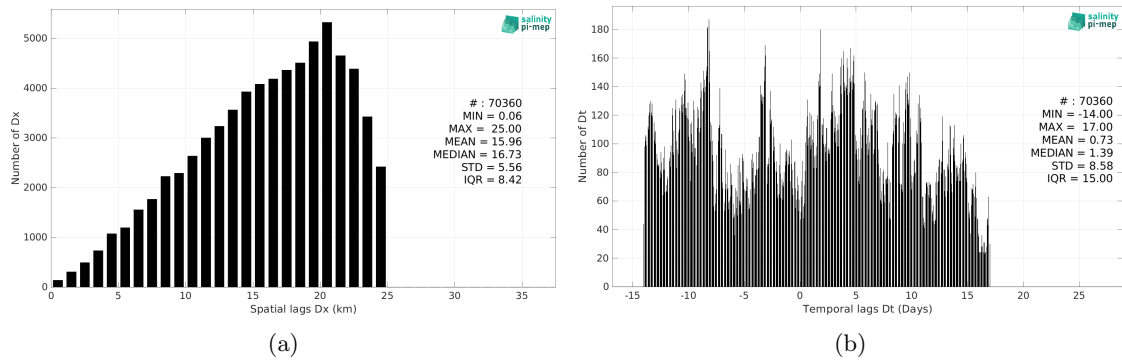 salinity
pi-mep
5000
4000
3000
2000
1000
0
Number of Dx
# : 70360
MIN = 0.06
MAX = 25.00
MEAN = 15.96
MEDIAN = 16.73
STD = 5.56
IQR = 8.42
0 5 10 15 20 25 30 35
Spatial lags Dx (km)
(a)
salinity
pi-mep
180
160
140
120
100
80
60
40
20
0
Number of Dt
# : 70360
MIN = -14.00
MAX = 17.00
MEAN = 0.73
MEDIAN = 1.39
STD = 8.58
IQR = 15.00
-15 -10 -5 0 5 10 15 20 25
Temporal lags Dt (Days)
(b)